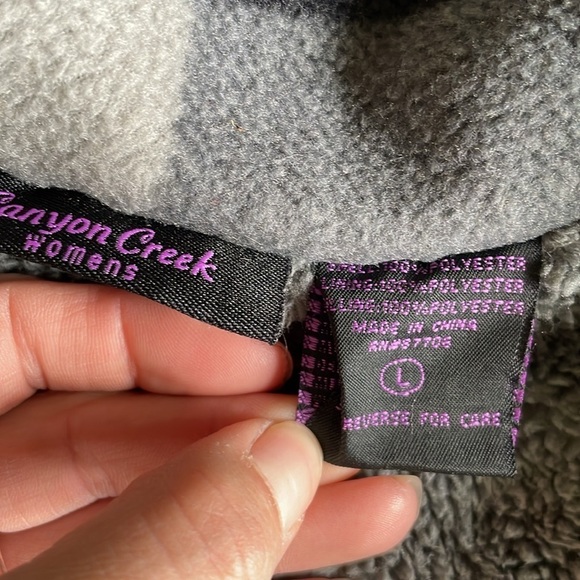 Canyon Creek
Womens
SHELL:100%POLYESTER
LINING:100%POLYESTER
FILLING:100%POLYESTER
MADE IN CHINA
RN#87706
L
REVERSE FOR CARE